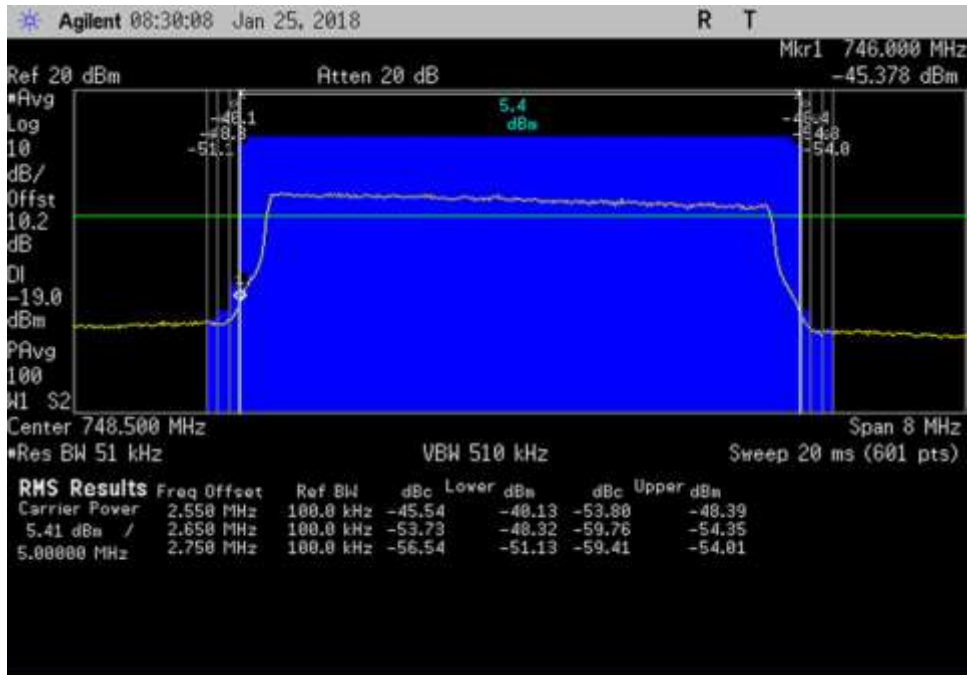 Agilent 08:30:08 Jan 25, 2018 R T
Mkr1 746.000 MHz
Ref 20 dBm Atten 20 dB -45.378 dBm
*Avg
Log
10
dB/
Offst
10.2
dB
DI
-19.0
dBm
PAvg
100
W1 S2
5.4
dBm
Center 748.500 MHz Span 8 MHz
*Res BW 51 kHz VBW 510 kHz Sweep 20 ms (601 pts)
RMS Results Freq Offset Ref BW dBc Lower dBm dBc Upper dBm
Carrier Power 2.550 MHz 100.0 kHz -45.54 -40.13 -53.80 -48.39
5.41 dBm / 2.650 MHz 100.0 kHz -53.73 -48.32 -59.76 -54.35
5.00000 MHz 2.750 MHz 100.0 kHz -56.54 -51.13 -59.41 -54.01